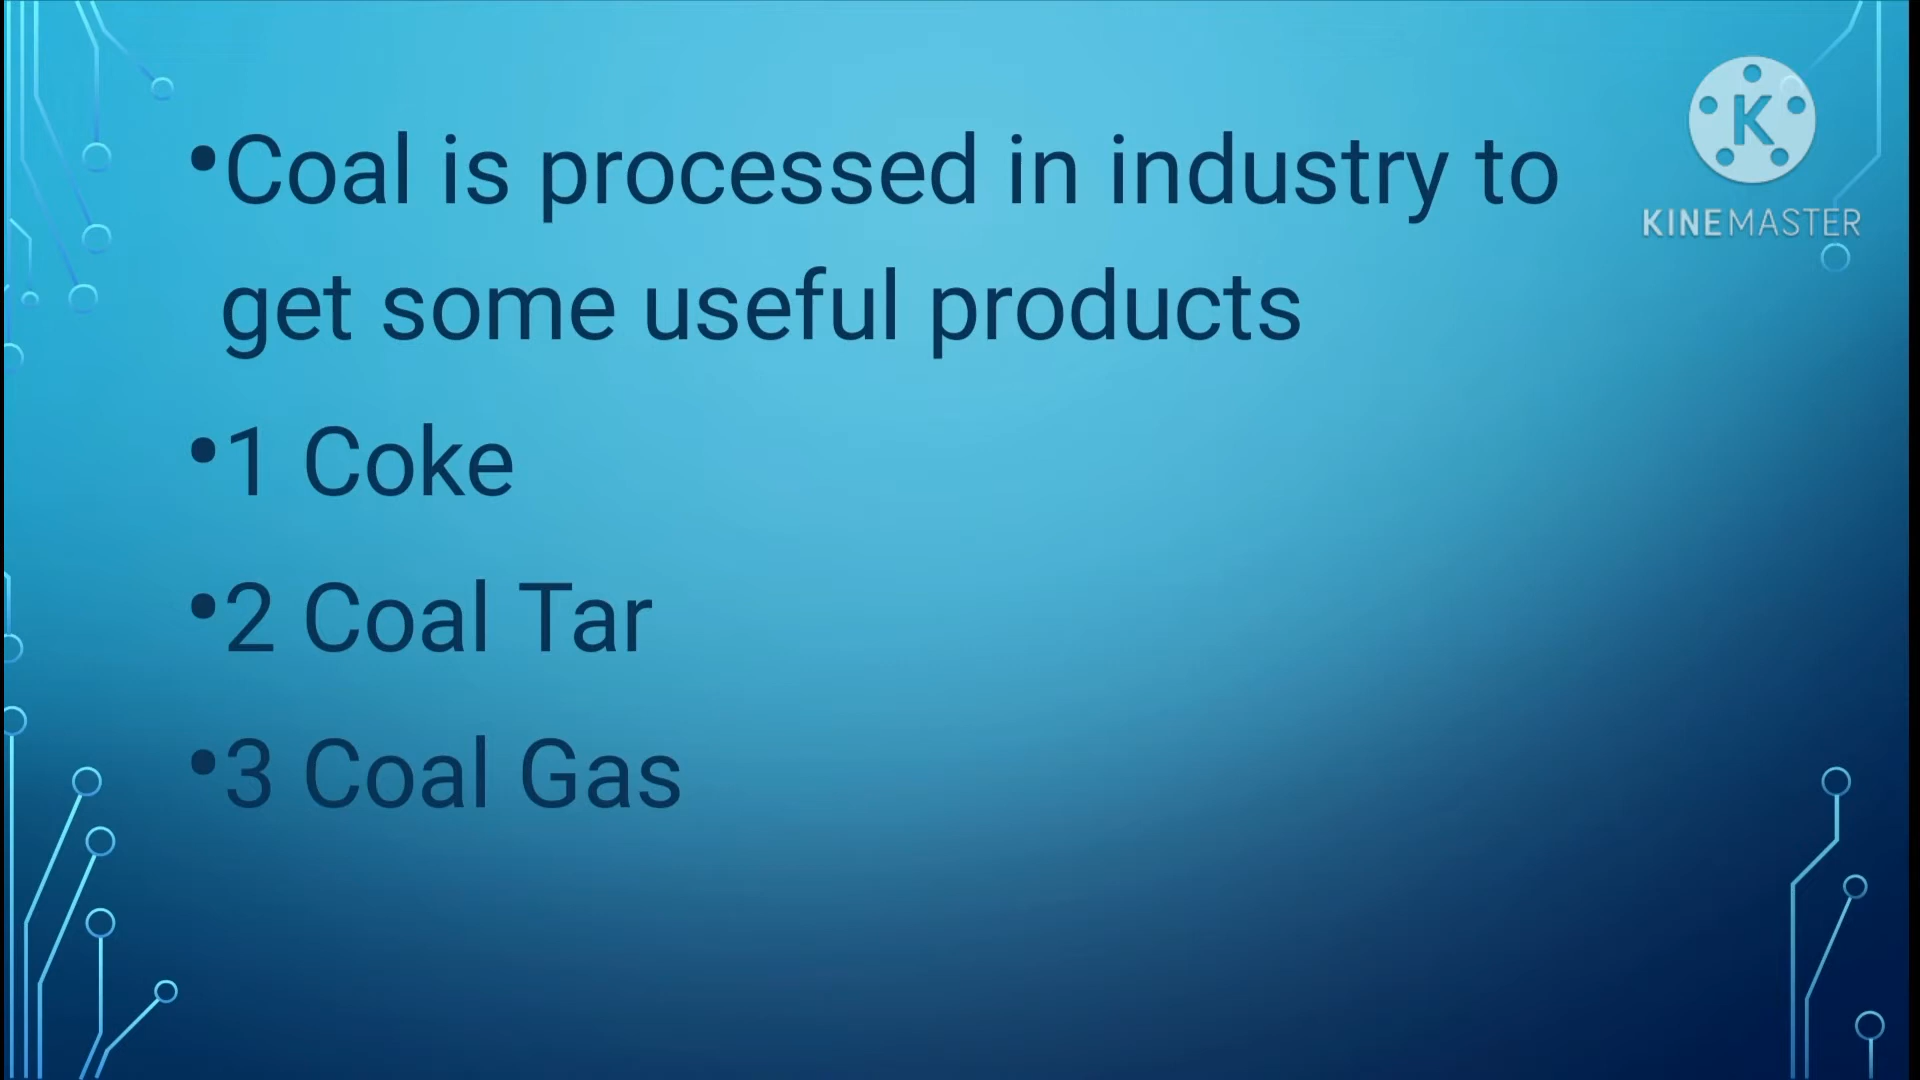 •Coal is processed in industry to
get some useful products
•1 Coke
•2 Coal Tar
•3 Coal Gas
K
KINEMASTER